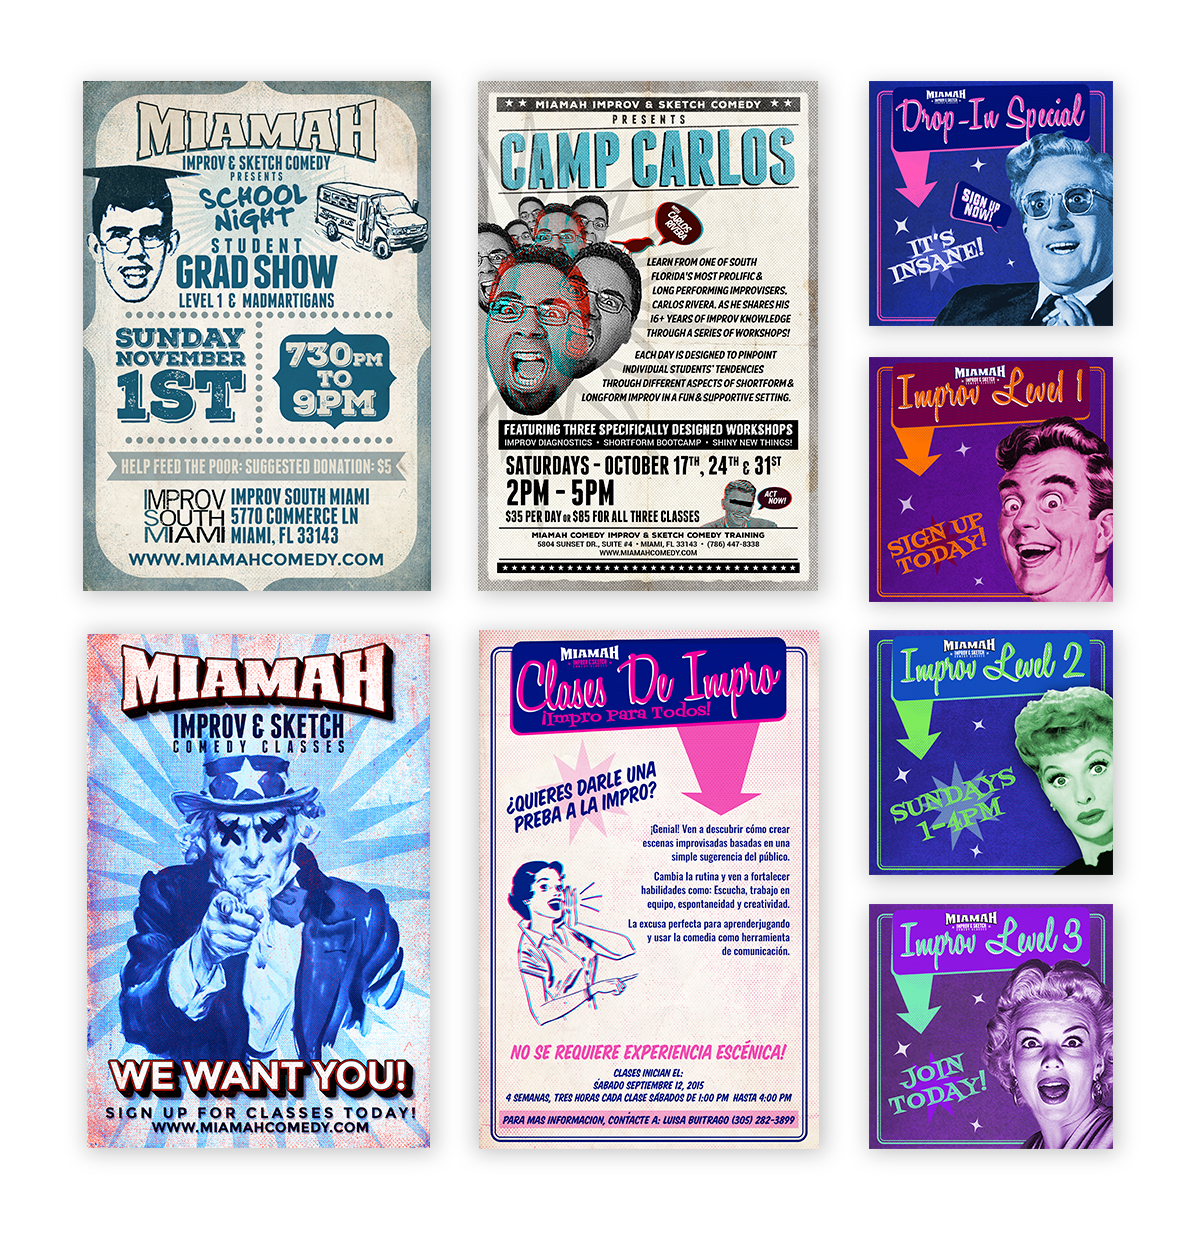 MIAMAH
IMPROV & SKETCH COMEDY
PRESENTS
SCHOOL
NIGHT
STUDENT
GRAD SHOW
LEVEL 1 & MADMARTIGANS
SUNDAY
NOVEMBER
1ST
730PM
TO
9PM
HELP FEED THE POOR: SUGGESTED DONATION: $5
IMPROV
SOUTH
MIAMI
IMPROV SOUTH MIAMI
5770 COMMERCE LN
MIAMI, FL 33143
WWW.MIAMAHCOMEDY.COM
MIAMAH IMPROV & SKETCH COMEDY
PRESENTS
CAMP CARLOS
WITH
CARLOS
RIVERA
LEARN FROM ONE OF SOUTH
FLORIDA'S MOST PROLIFIC &
LONG PERFORMING IMPROVISERS,
CARLOS RIVERA, AS HE SHARES HIS
16+ YEARS OF IMPROV KNOWLEDGE
THROUGH A SERIES OF WORKSHOPS!
EACH DAY IS DESIGNED TO PINPOINT
INDIVIDUAL STUDENTS' TENDENCIES
THROUGH DIFFERENT ASPECTS OF SHORTFORM &
LONGFORM IMPROV IN A FUN & SUPPORTIVE SETTING.
FEATURING THREE SPECIFICALLY DESIGNED WORKSHOPS
IMPROV DIAGNOSTICS • SHORTFORM BOOTCAMP • SHINY NEW THINGS!
SATURDAYS - OCTOBER 17TH, 24TH & 31ST
2PM - 5PM
$35 PER DAY OR $85 FOR ALL THREE CLASSES
ACT
NOW!
MIAMAH COMEDY IMPROV & SKETCH COMEDY TRAINING
5804 SUNSET DR., SUITE #4 • MIAMI, FL 33143 • (786) 447-8338
WWW.MIAMAHCOMEDY.COM
MIAMAH
Drop-In Special
SIGN UP
NOW!
IT'S
INSANE!
MIAMAH
IMPROV & SKETCH
Improv Level 1
SIGN UP
TODAY!
MIAMAH
IMPROV & SKETCH
COMEDY CLASSES
WE WANT YOU!
SIGN UP FOR CLASSES TODAY!
WWW.MIAMAHCOMEDY.COM
MIAMAH
IMPROV & SKETCH
Clases De Impro
¡Impro Para Todos!
¿QUIERES DARLE UNA
PREBA A LA IMPRO?
¡Genial! Ven a descubrir cómo crear
escenas improvisadas basadas en una
simple sugerencia del público.
Cambia la rutina y ven a fortalecer
habilidades como: Escucha, trabajo en
equipo, espontaneidad y creatividad.
La excusa perfecta para aprenderjugando
y usar la comedia como herramienta
de comunicación.
NO SE REQUIERE EXPERIENCIA ESCÉNICA!
CLASES INICIAN EL:
SÁBADO SEPTIEMBRE 12, 2015
4 SEMANAS, TRES HORAS CADA CLASE SÁBADOS DE 1:00 PM HASTA 4:00 PM
PARA MAS INFORMACION, CONTACTE A: LUISA BUITRAGO (305) 282-3899
MIAMAH
IMPROV & SKETCH
Improv Level 2
SUNDAYS
1-4PM
MIAMAH
IMPROV & SKETCH
Improv Level 3
JOIN
TODAY!